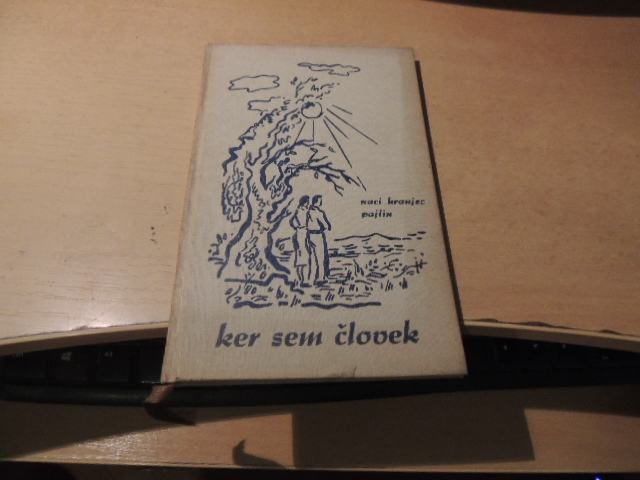 naci kranjec
pajlin
ker sem človek